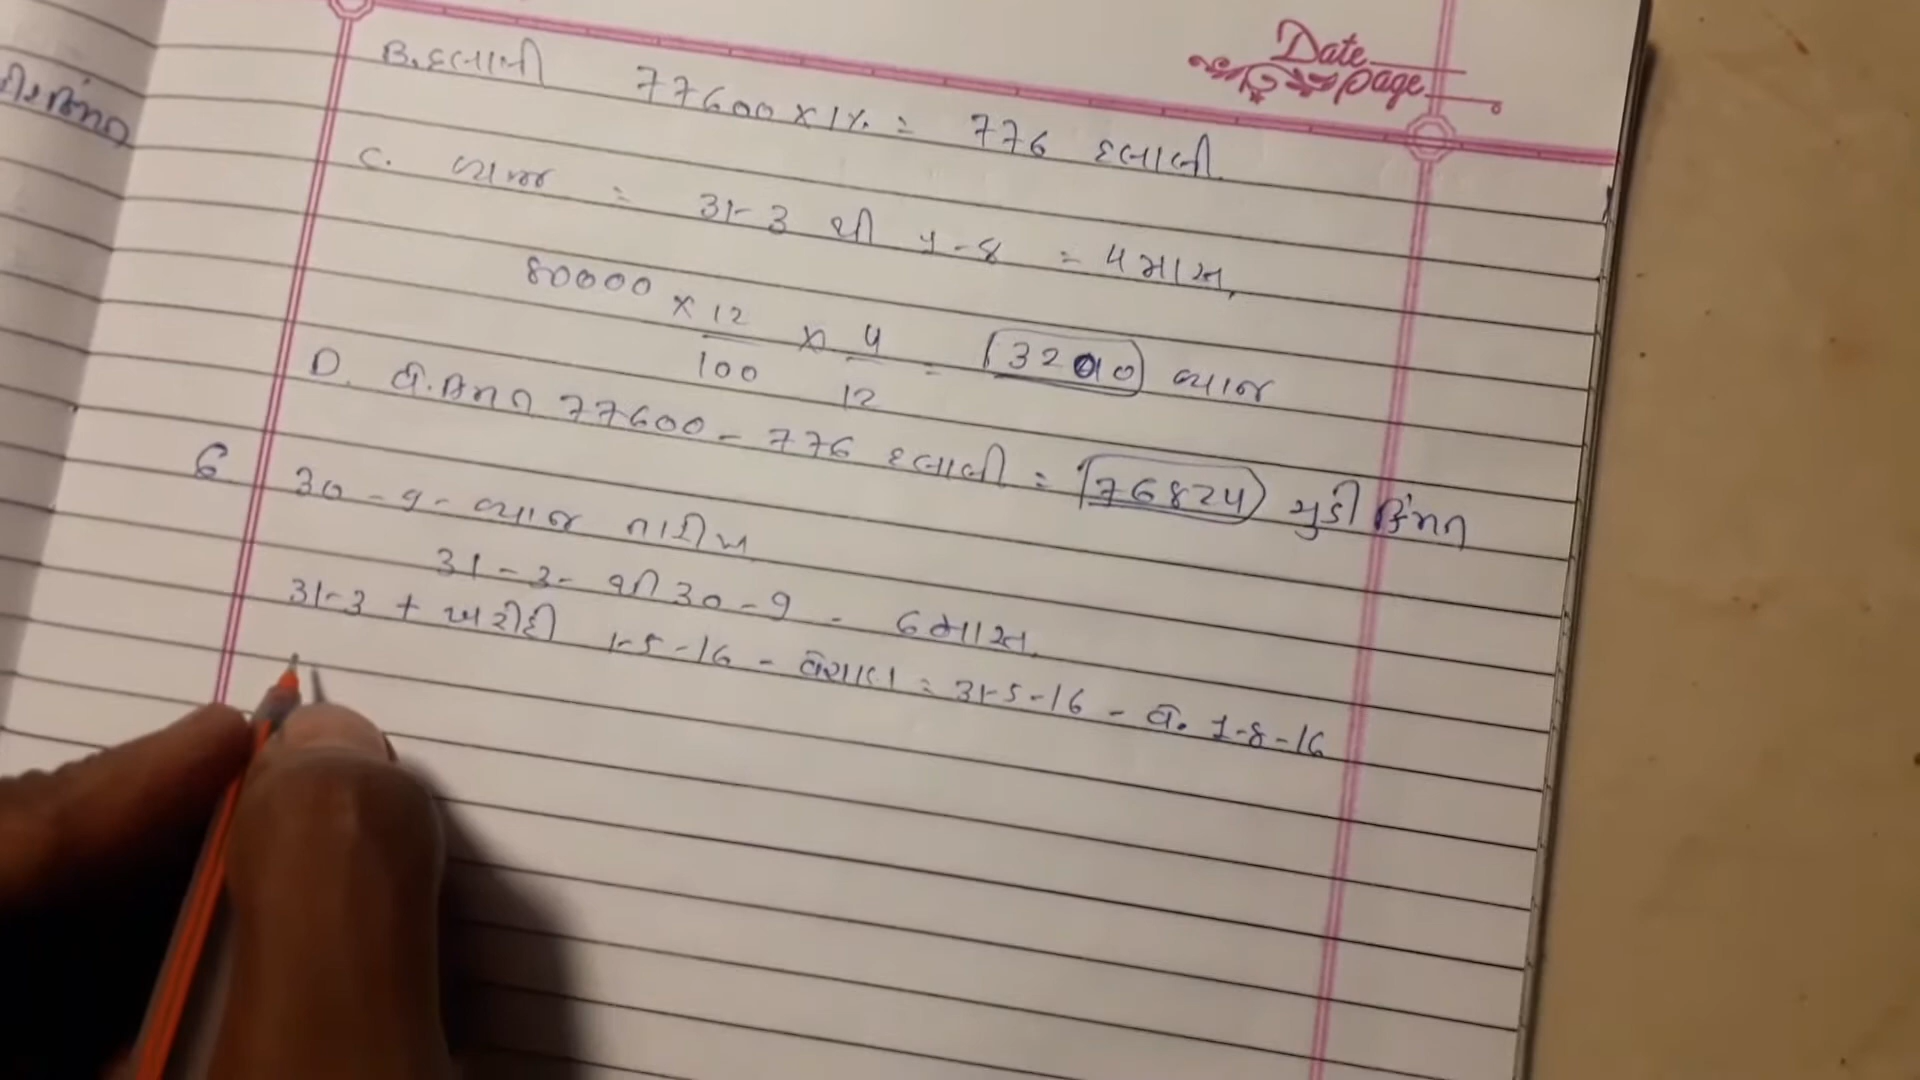 Date
Page
B. દલાલી 77600 × 1% = 776 દલાલી
C. વ્યાજ = 31-3 થી 1-8 = 4 માસ
80000 × 12/100 × 4/12 = 3200 વ્યાજ
D. વે. કિંમત 77600 - 776 દલાલી = 76824 મુડી કિંમત
6 30-9- વ્યાજ તારીખ
31-3- થી 30-9 - 6 માસ
31-3 + ખરીદી 1-5-16 - વેચાણ = 31-5-16 - વે. 1-8-16